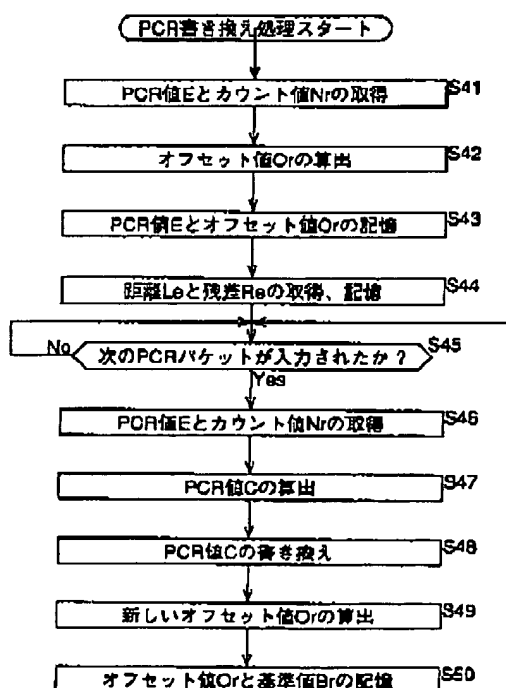 PCR書き換え処理スタート
PCR値EとカウントNrの取得 S41
オフセット値Orの算出 S42
PCR値Eとオフセット値Orの記憶 S43
距離Leと残差Reの取得、記憶 S44
No 次のPCRパケットが入力されたか? S45
Yes
PCR値Eとカウント値Nrの取得 S46
PCR値Cの算出 S47
PCR値Cの書き換え S48
新しいオフセット値Orの算出 S49
オフセット値Orと基準値Brの記憶 S50